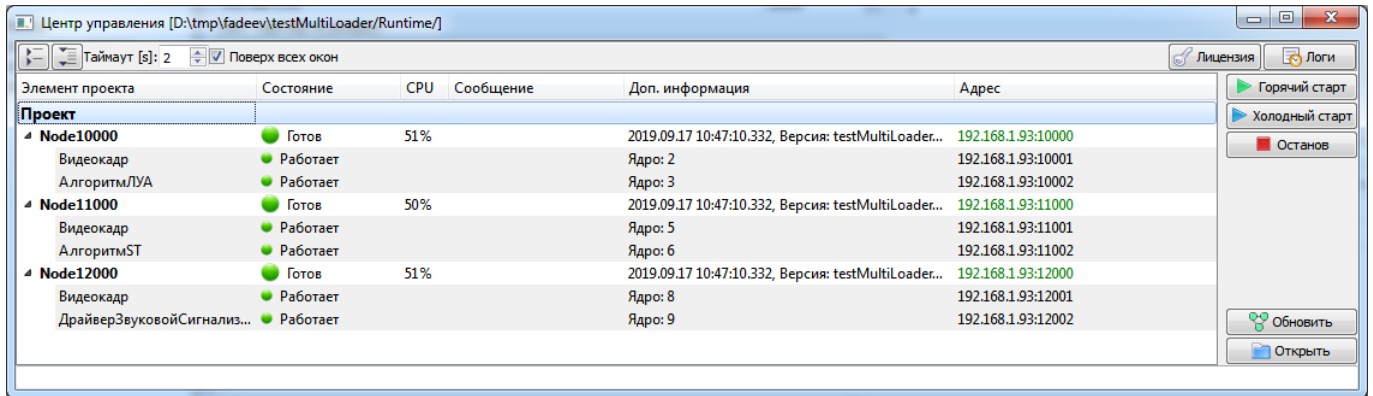 Центр управления [D:\tmp\fadeev\testMultiLoader/Runtime/]
Таймаут [s]: 2 Поверх всех окон Лицензия Логи
Элемент проекта Состояние CPU Сообщение Доп. информация Адрес Горячий старт
Проект Холодный старт
Node10000 Готов 51% 2019.09.17 10:47:10.332, Версия: testMultiLoader... 192.168.1.93:10000 Останов
Видеокадр Работает Ядро: 2 192.168.1.93:10001
АлгоритмЛУА Работает Ядро: 3 192.168.1.93:10002
Node11000 Готов 50% 2019.09.17 10:47:10.332, Версия: testMultiLoader... 192.168.1.93:11000
Видеокадр Работает Ядро: 5 192.168.1.93:11001
АлгоритмST Работает Ядро: 6 192.168.1.93:11002
Node12000 Готов 51% 2019.09.17 10:47:10.332, Версия: testMultiLoader... 192.168.1.93:12000
Видеокадр Работает Ядро: 8 192.168.1.93:12001
ДрайверЗвуковойСигнализ... Работает Ядро: 9 192.168.1.93:12002 Обновить
Открыть